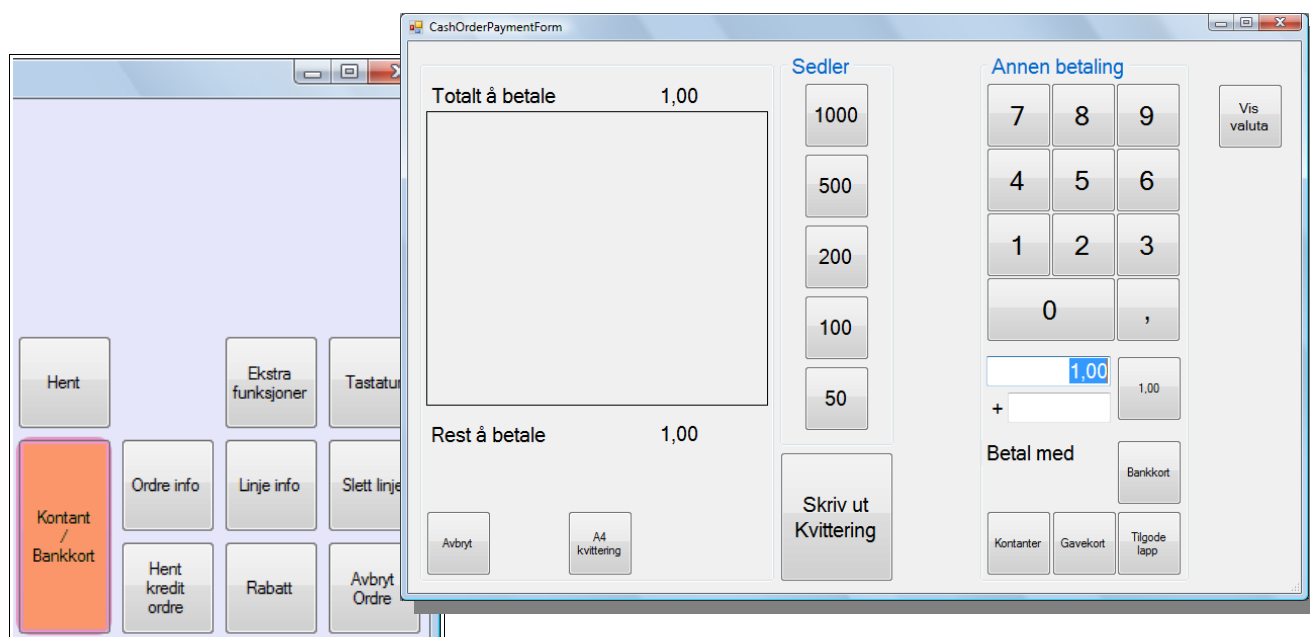 CashOrderPaymentForm
Hent
Ekstra
funksjoner
Tastatur
Kontant
/
Bankkort
Ordre info
Linje info
Slett linje
Hent
kredit
ordre
Rabatt
Avbryt
Ordre
Totalt å betale 1,00
Rest å betale 1,00
Avbryt
A4
kvittering
Sedler
1000
500
200
100
50
Skriv ut
Kvittering
Annen betaling
7 8 9
4 5 6
1 2 3
0 ,
1,00
1,00
+
Betal med
Bankkort
Kontanter
Gavekort
Tilgode
lapp
Vis
valuta